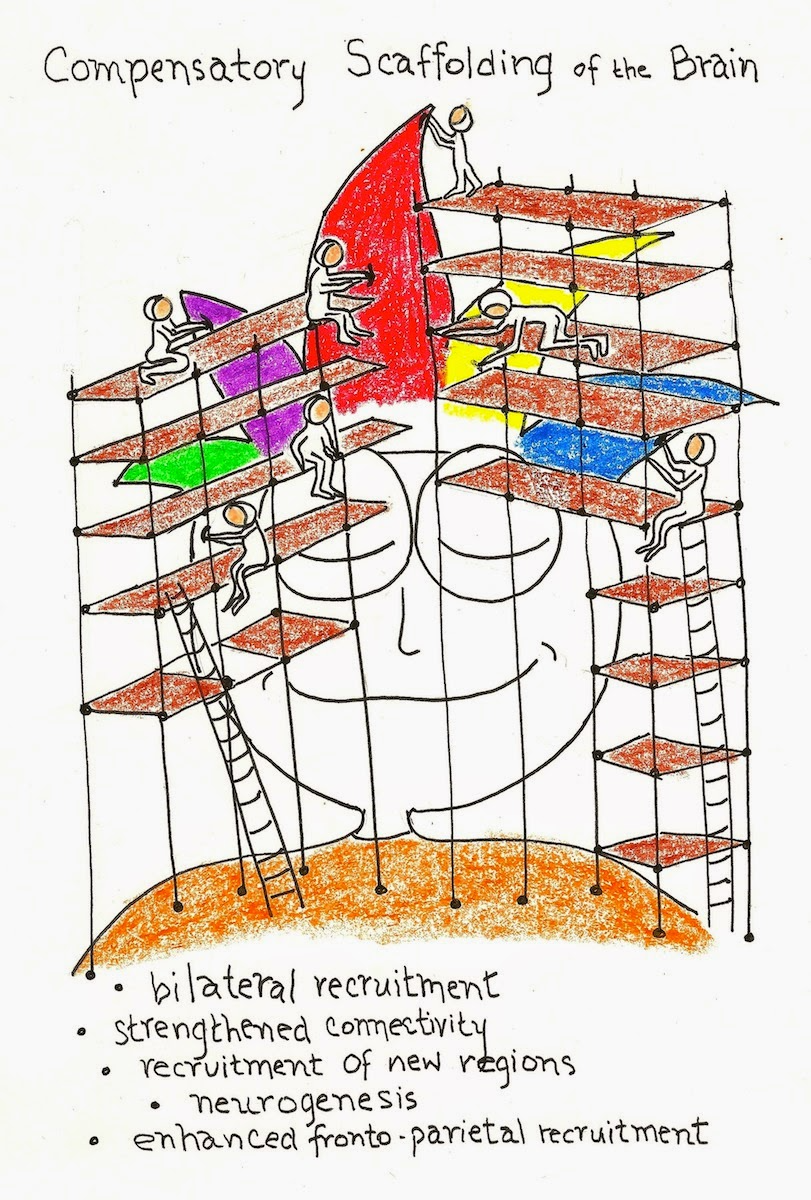 Compensatory Scaffolding of the Brain
• bilateral recruitment
• strengthened connectivity
• recruitment of new regions
• neurogenesis
• enhanced fronto-parietal recruitment